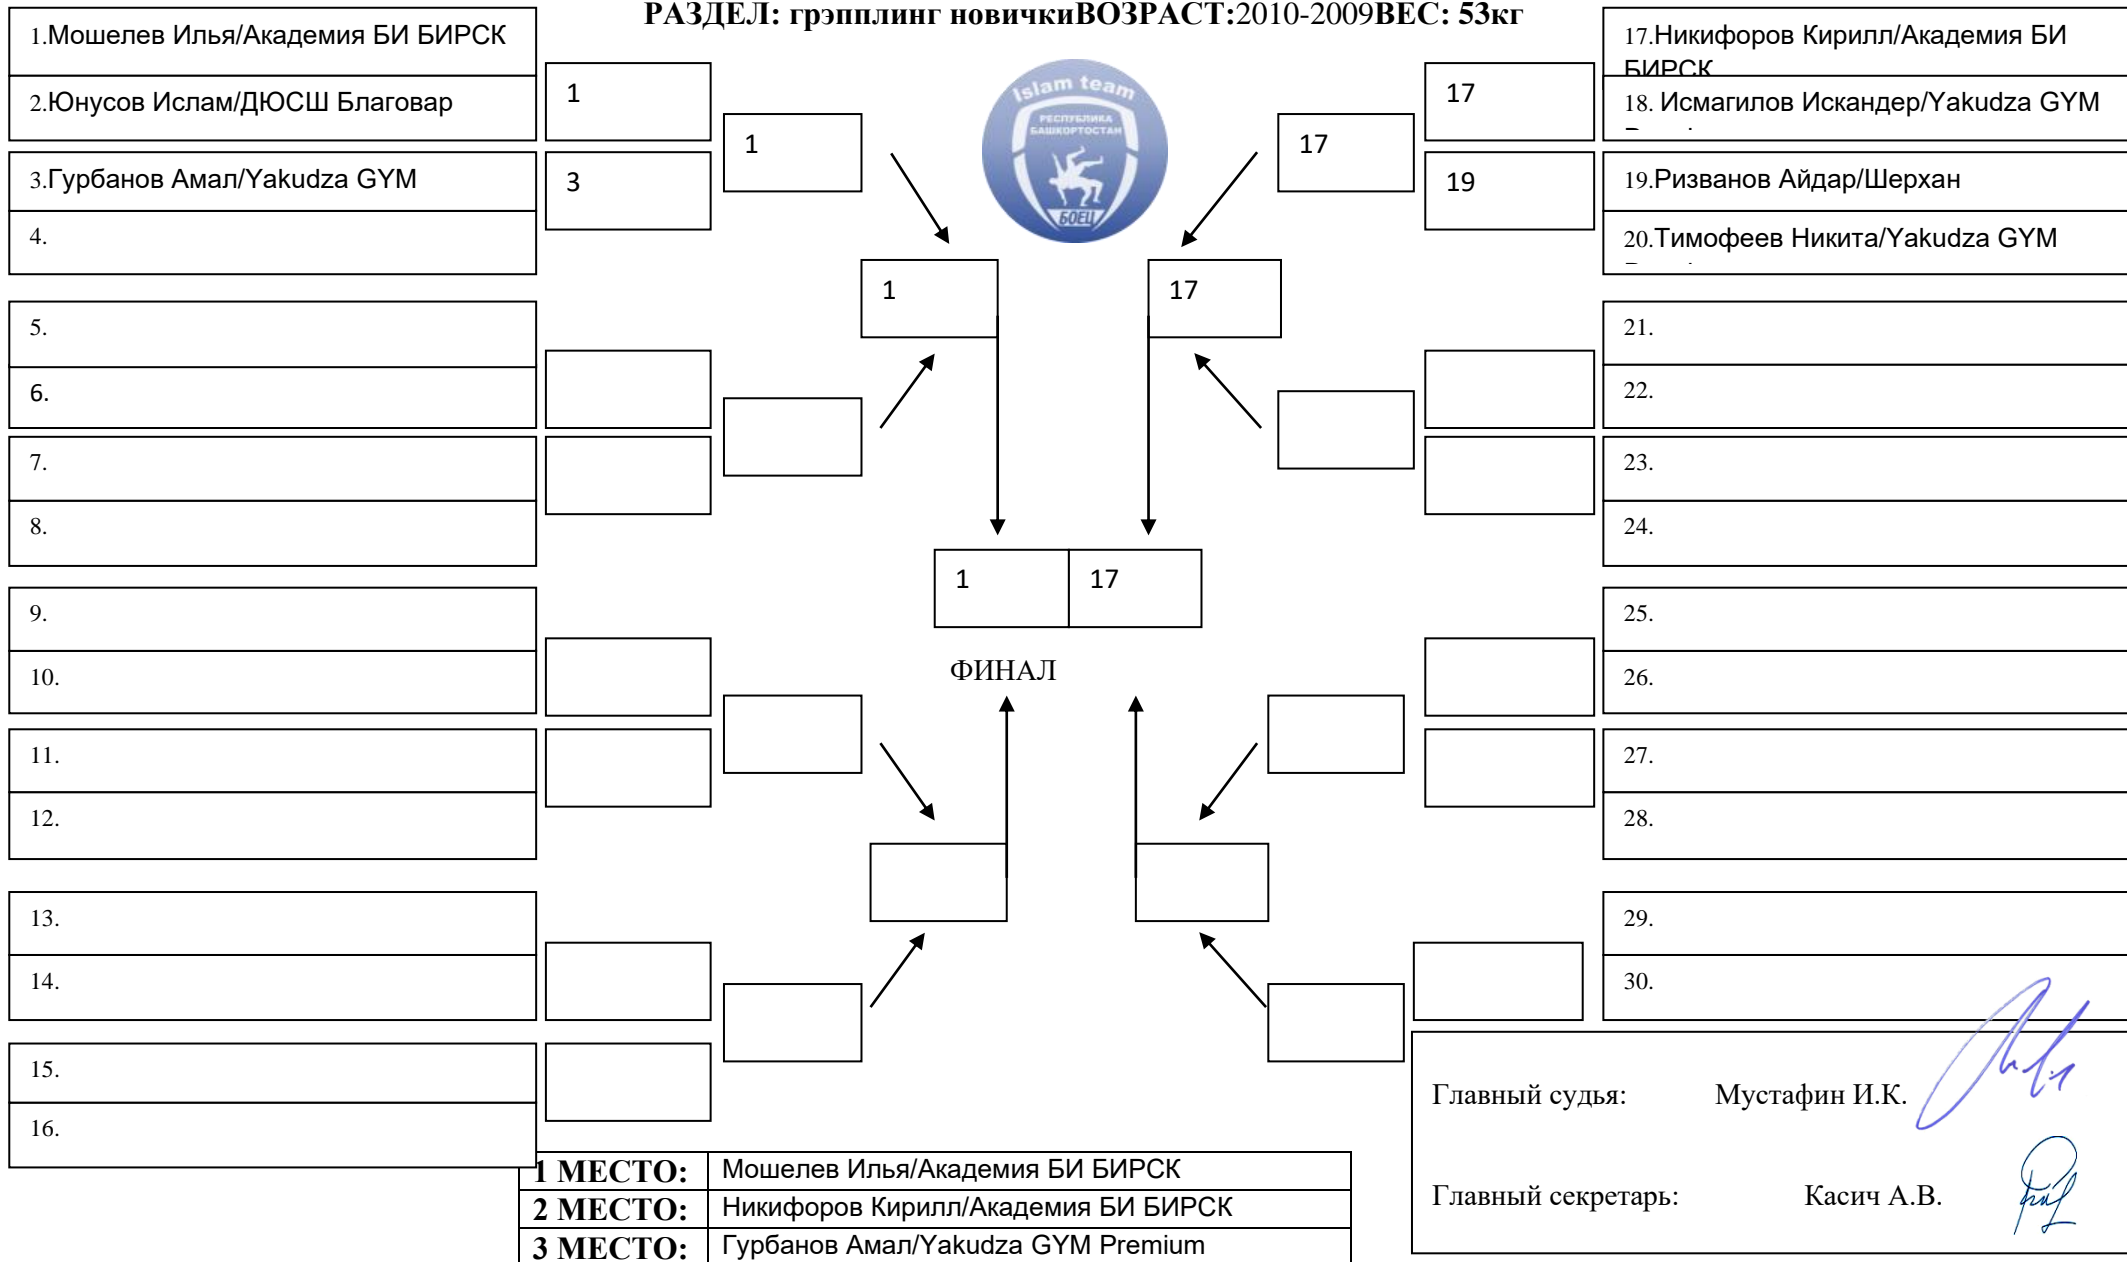 РАЗДЕЛ: грэпплинг новичкиВОЗРАСТ:2010-2009ВЕС: 53кг
1.Мошелев Илья/Академия БИ БИРСК
2.Юнусов Ислам/ДЮСШ Благовар
3.Гурбанов Амал/Yakudza GYM
4.
5.
6.
7.
8.
9.
10.
11.
12.
13.
14.
15.
16.
1
3
1
1
Islam team
РЕСПУБЛИКА
БАШКОРТОСТАН
БОЕЦ
17
17
17
19
1
17
ФИНАЛ
17.Никифоров Кирилл/Академия БИ
БИРСК
18. Исмагилов Искандер/Yakudza GYM
19.Ризванов Айдар/Шерхан
20.Тимофеев Никита/Yakudza GYM
21.
22.
23.
24.
25.
26.
27.
28.
29.
30.
Главный судья: Мустафин И.К.
Главный секретарь: Касич А.В.
1 МЕСТО: Мошелев Илья/Академия БИ БИРСК
2 МЕСТО: Никифоров Кирилл/Академия БИ БИРСК
3 МЕСТО: Гурбанов Амал/Yakudza GYM Premium